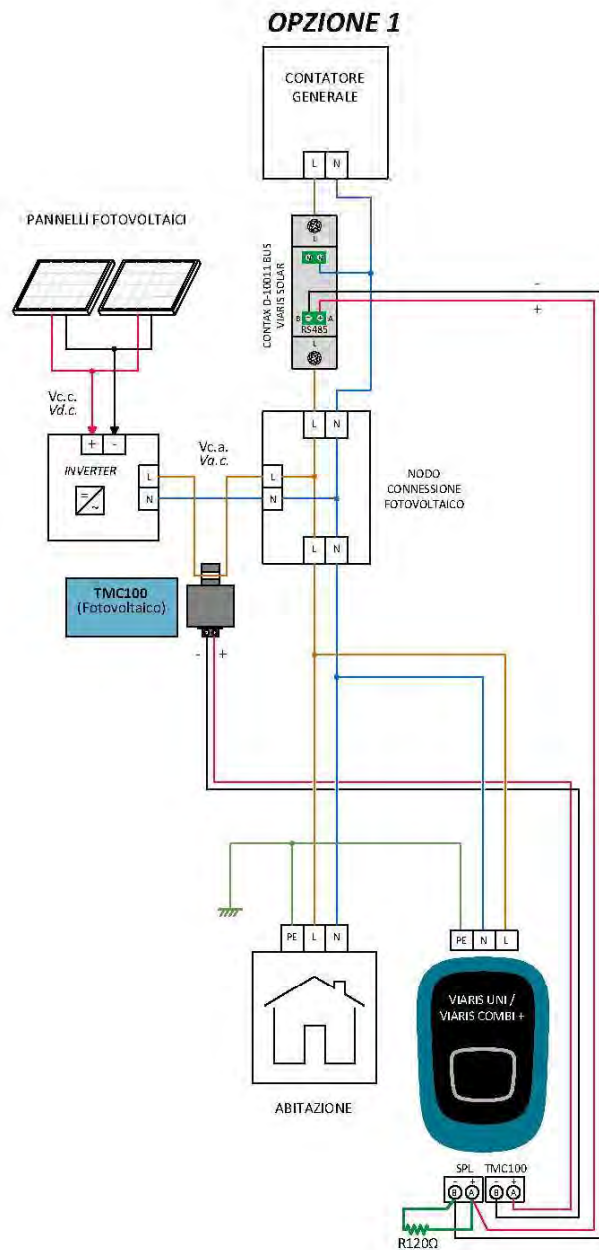 OPZIONE 1
CONTATORE
GENERALE
L N
PANNELLI FOTOVOLTAICI
L
CONTAX D-10011 BUS
VIARIS SOLAR
B - + A
RS485
L
-
+
Vc.c.
Vd.c.
+ -
INVERTER
=
~
L
N
Vc.a.
Va.c.
L N
L
N
L N
NODO
CONNESSIONE
FOTOVOLTAICO
TMC100
(Fotovoltaico)
- +
PE L N
PE N L
VIARIS UNI /
VIARIS COMBI +
ABITAZIONE
SPL TMC100
- + - +
B A B A
R120Ω